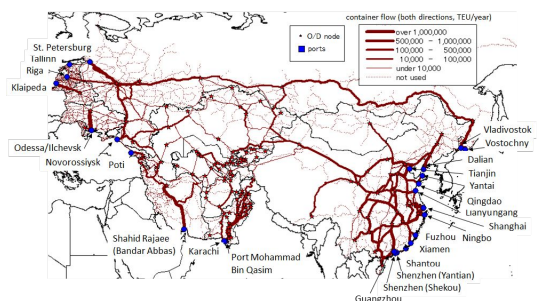 container flow (both directions, TEU/year)
over 1,000,000
500,000 - 1,000,000
100,000 - 500,000
10,000 - 100,000
under 10,000
not used
O/D node
ports
St. Petersburg
Tallinn
Riga
Klaipeda
Odessa/Ilchevsk
Novorossiysk
Poti
Shahid Rajaee
(Bandar Abbas)
Karachi
Port Mohammad
Bin Qasim
Vladivostok
Vostochny
Dalian
Tianjin
Yantai
Qingdao
Lianyungang
Shanghai
Ningbo
Fuzhou
Xiamen
Shantou
Shenzhen (Yantian)
Shenzhen (Shekou)
Guangzhou